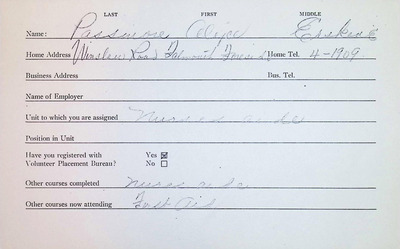 LAST FIRST MIDDLE
Name: Passmore Alice
Home Address Winslow Road Falmouth Foreside Home Tel. 4-1909
Business Address Bus. Tel.
Name of Employer
Unit to which you are assigned Nurses aide
Position in Unit
Have you registered with Yes ☒
Volunteer Placement Bureau? No ☐
Other courses completed Nurses aide
Other courses now attending First Aid